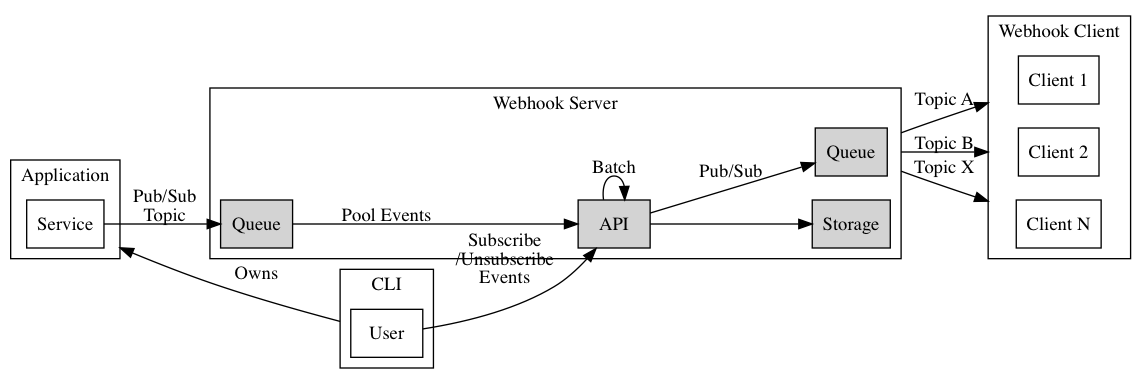 Webhook Client
Client 1
Client 2
Client N
Webhook Server
Topic A
Topic B
Topic X
Queue
Pub/Sub
Batch
API
Storage
Application
Service
Pub/Sub
Topic
Queue
Pool Events
Subscribe
/Unsubscribe
Events
Owns
CLI
User